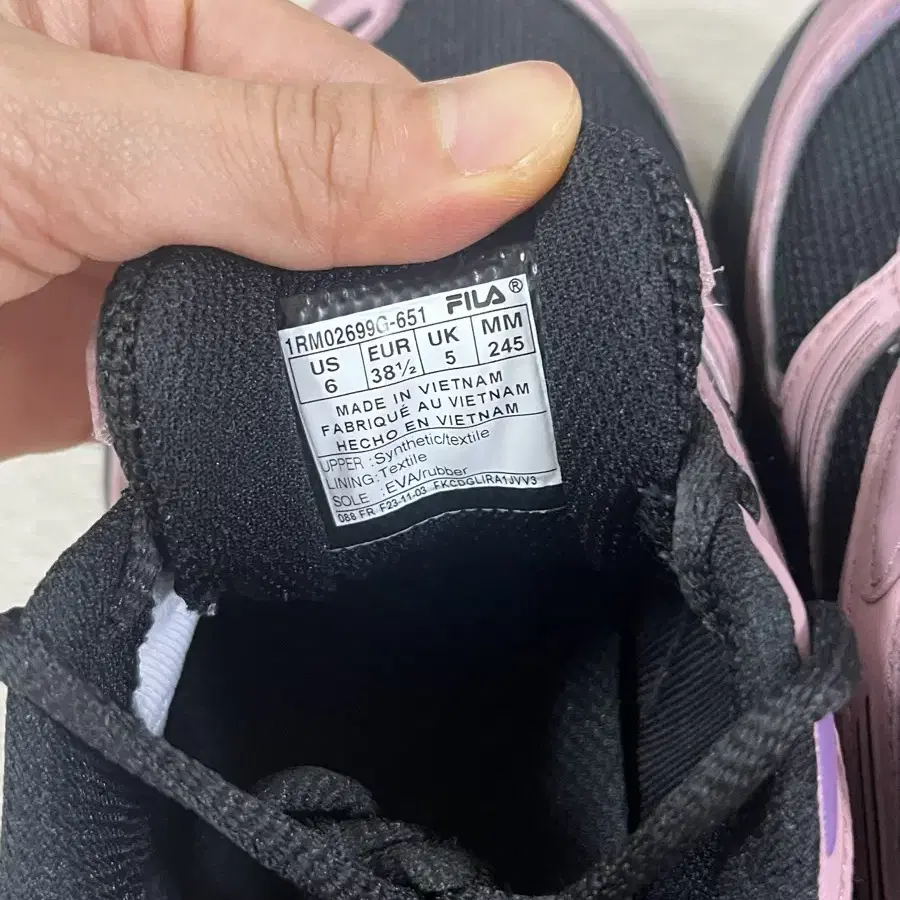 FILA®
1RM02699G-651
US EUR UK MM
6 38½ 5 245
MADE IN VIETNAM
FABRIQUÉ AU VIETNAM
HECHO EN VIETNAM
UPPER :Synthetic/textile
LINING:Textile
SOLE :EVA/rubber
088 FR F23-11-03 FKCDGLIRA1JVV3